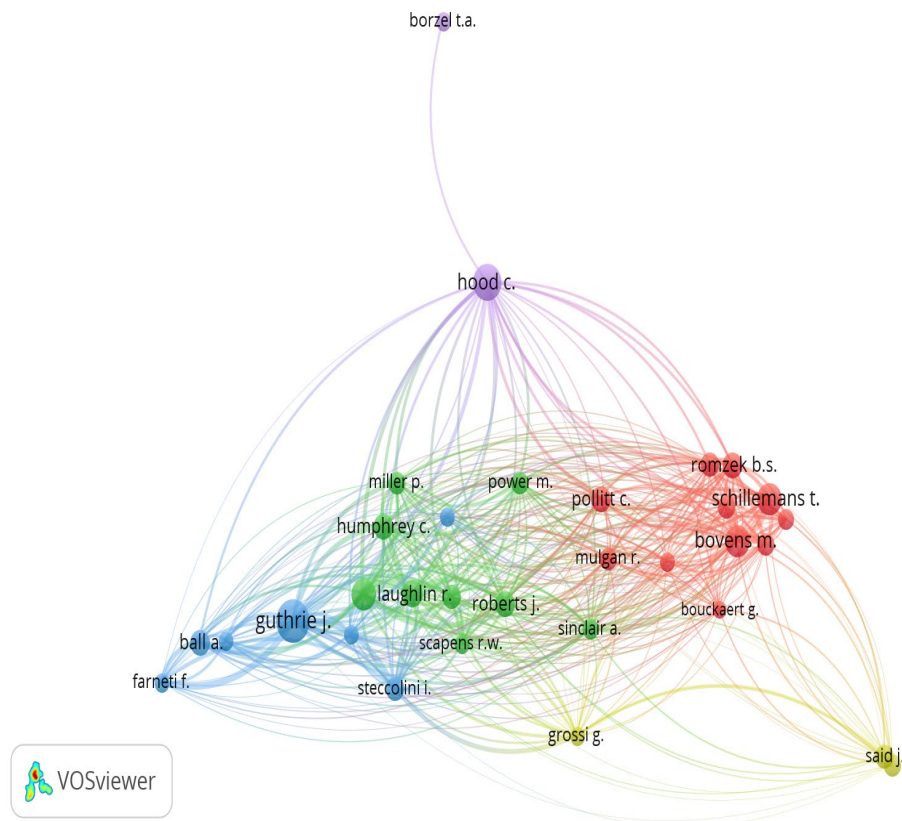 borzel t.a.
hood c.
romzek b.s.
miller p.
power m.
pollitt c.
schillemans t.
humphrey c.
bovens m.
mulgan r.
laughlin r.
roberts j.
bouckaert g.
guthrie j.
sinclair a.
ball a.
scapens r.w.
farneti f.
steccolini i.
grossi g.
said j.
VOSviewer